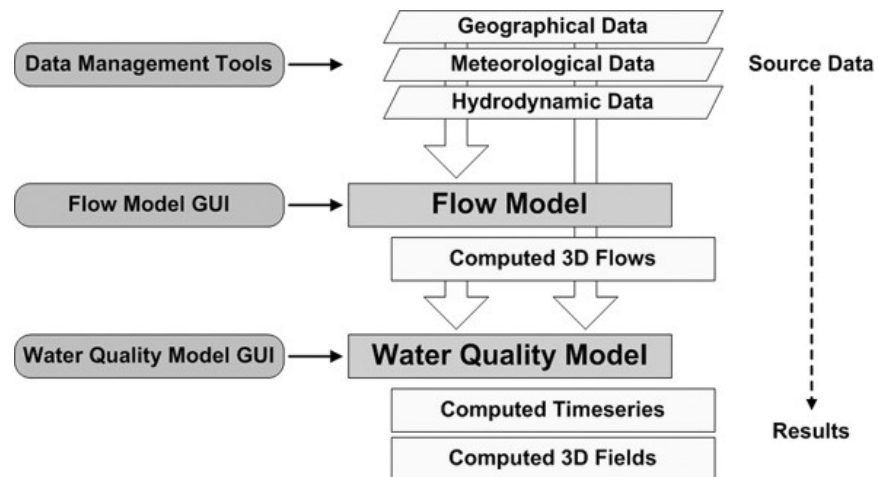 Geographical Data
Data Management Tools
Meteorological Data
Source Data
Hydrodynamic Data
Flow Model GUI
Flow Model
Computed 3D Flows
Water Quality Model GUI
Water Quality Model
Computed Timeseries
Results
Computed 3D Fields